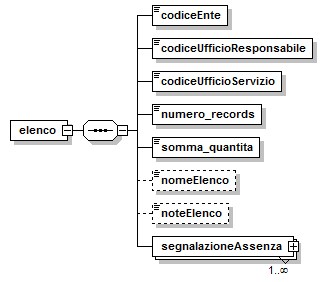 codiceEnte
codiceUfficioResponsabile
codiceUfficioServizio
numero_records
elenco
somma_quantita
nomeElenco
noteElenco
segnalazioneAssenza
1..∞